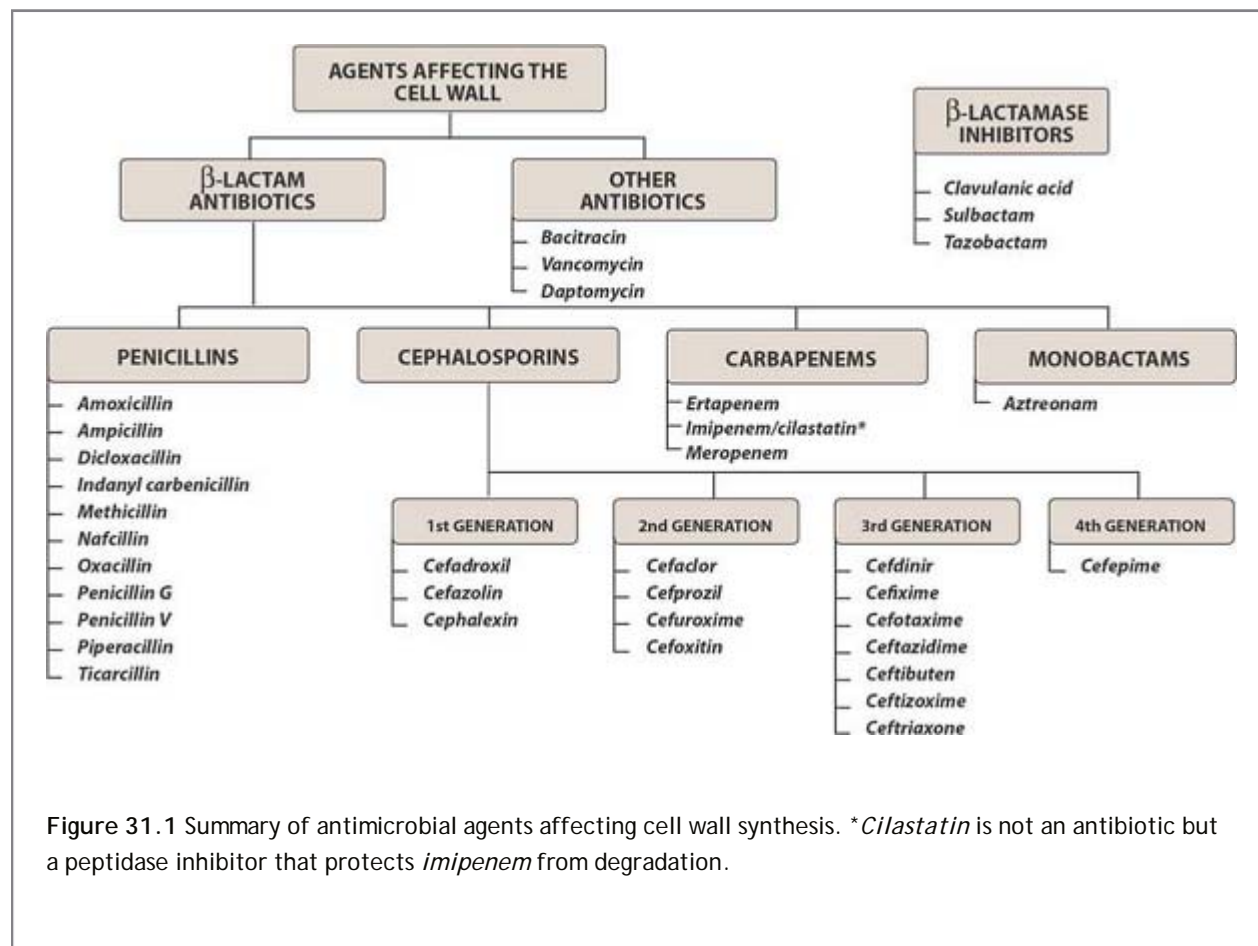 AGENTS AFFECTING THE
CELL WALL
β-LACTAMASE
INHIBITORS
Clavulanic acid
Sulbactam
Tazobactam
β-LACTAM
ANTIBIOTICS
OTHER
ANTIBIOTICS
Bacitracin
Vancomycin
Daptomycin
PENICILLINS
Amoxicillin
Ampicillin
Dicloxacillin
Indanyl carbenicillin
Methicillin
Nafcillin
Oxacillin
Penicillin G
Penicillin V
Piperacillin
Ticarcillin
CEPHALOSPORINS
CARBAPENEMS
Ertapenem
Imipenem/cilastatin*
Meropenem
MONOBACTAMS
Aztreonam
1st GENERATION
Cefadroxil
Cefazolin
Cephalexin
2nd GENERATION
Cefaclor
Cefprozil
Cefuroxime
Cefoxitin
3rd GENERATION
Cefdinir
Cefixime
Cefotaxime
Ceftazidime
Ceftibuten
Ceftizoxime
Ceftriaxone
4th GENERATION
Cefepime
Figure 31.1 Summary of antimicrobial agents affecting cell wall synthesis. *Cilastatin is not an antibiotic but
a peptidase inhibitor that protects imipenem from degradation.